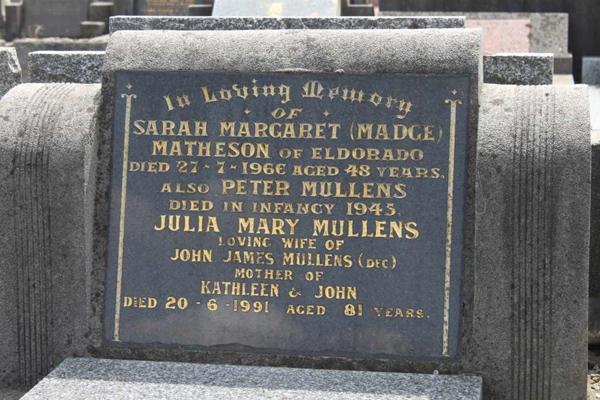 In Loving Memory
OF
SARAH MARGARET (MADGE)
MATHESON OF ELDORADO
DIED 27-7-1966 AGED 48 YEARS.
ALSO PETER MULLENS
DIED IN INFANCY 1945.
JULIA MARY MULLENS
LOVING WIFE OF
JOHN JAMES MULLENS (DEC)
MOTHER OF
KATHLEEN & JOHN
DIED 20-6-1991 AGED 81 YEARS.